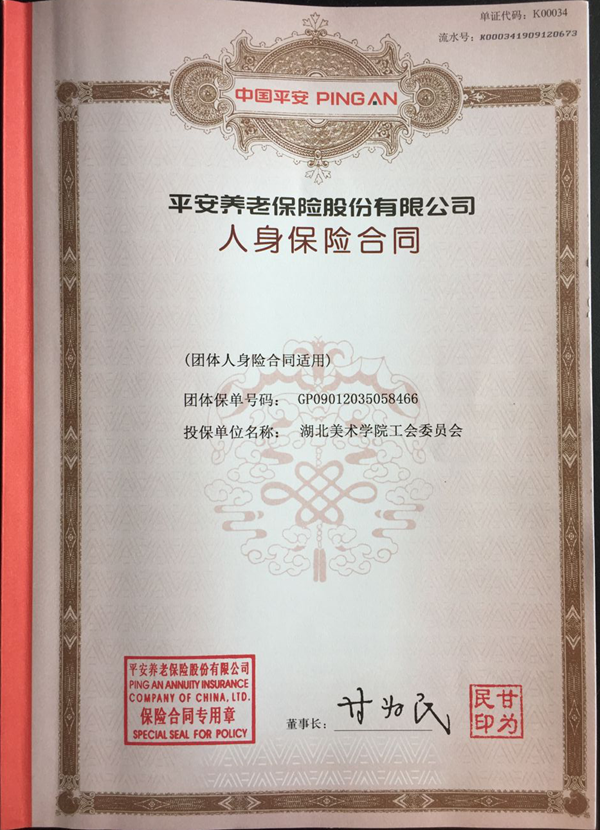 单证代码：K00034
流水号：K000341909120673
中国平安 PING AN
平安养老保险股份有限公司
人身保险合同
(团体人身险合同适用)
团体保单号码： GP09012035058466
投保单位名称： 湖北美术学院工会委员会
平安养老保险股份有限公司
PING AN ANNUITY INSURANCE
COMPANY OF CHINA, LTD.
保险合同专用章
SPECIAL SEAL FOR POLICY
董事长： 甘为民
甘为
民印